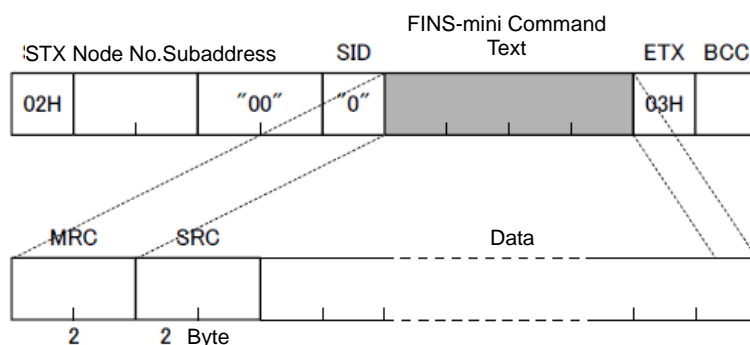 FINS-mini Command
STX Node No.Subaddress SID Text ETX BCC
02H "00" "0" 03H
MRC SRC Data
2 2 Byte